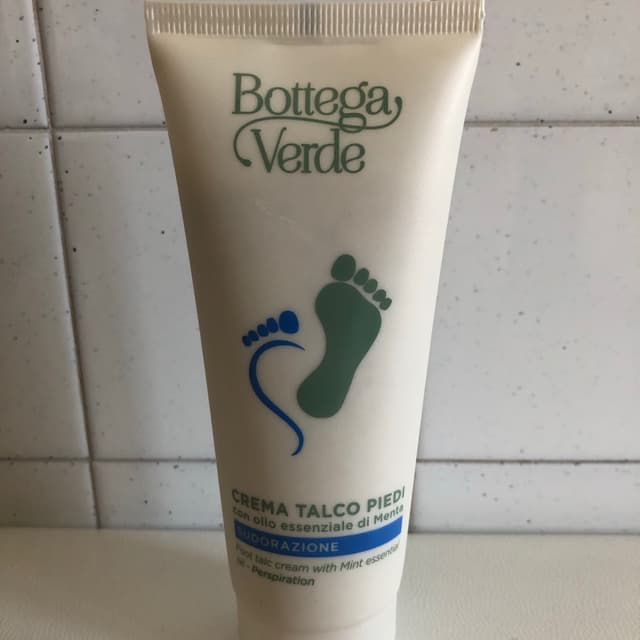 Bottega
Verde
CREMA TALCO PIEDI
con olio essenziale di Menta
SUDORAZIONE
Foot talc cream with Mint essential
oil - Perspiration